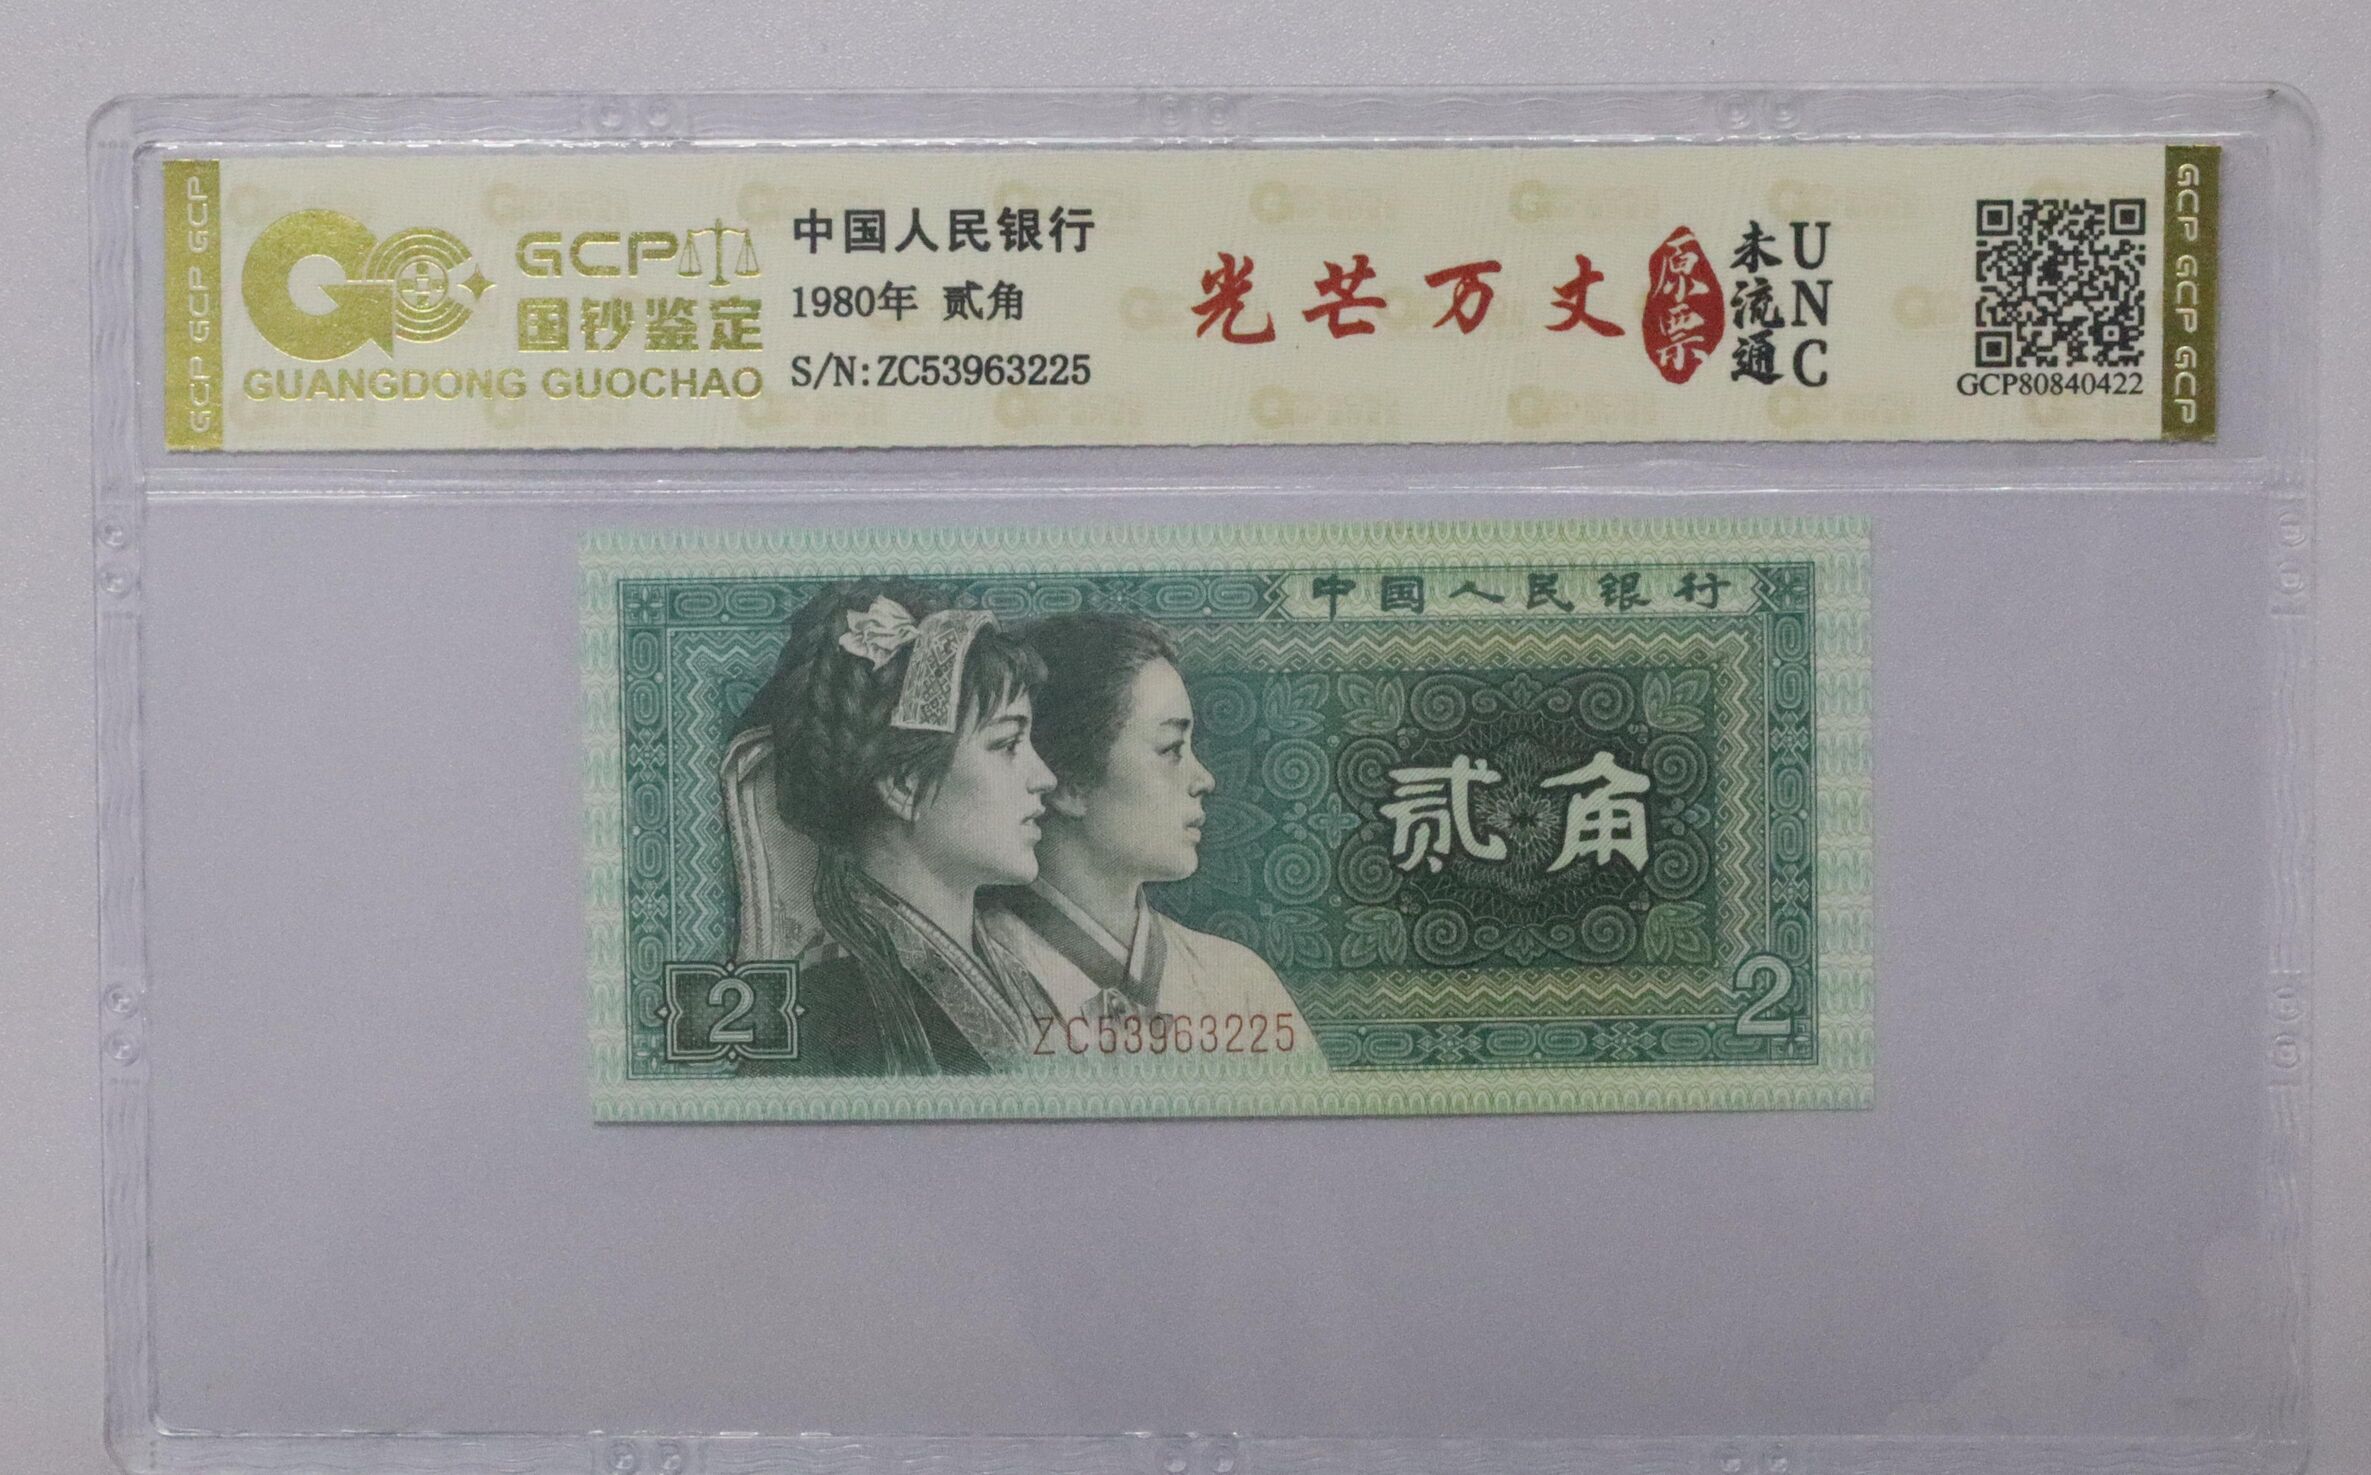 GCP GCP GCP
GCP
国钞鉴定
GUANGDONG GUOCHAO
中国人民银行
1980年 贰角
S/N:ZC53963225
光芒万丈
原票
未流通
UNC
GCP80840422
GCP GCP GCP
中国人民银行
贰角
2
2
ZC53963225